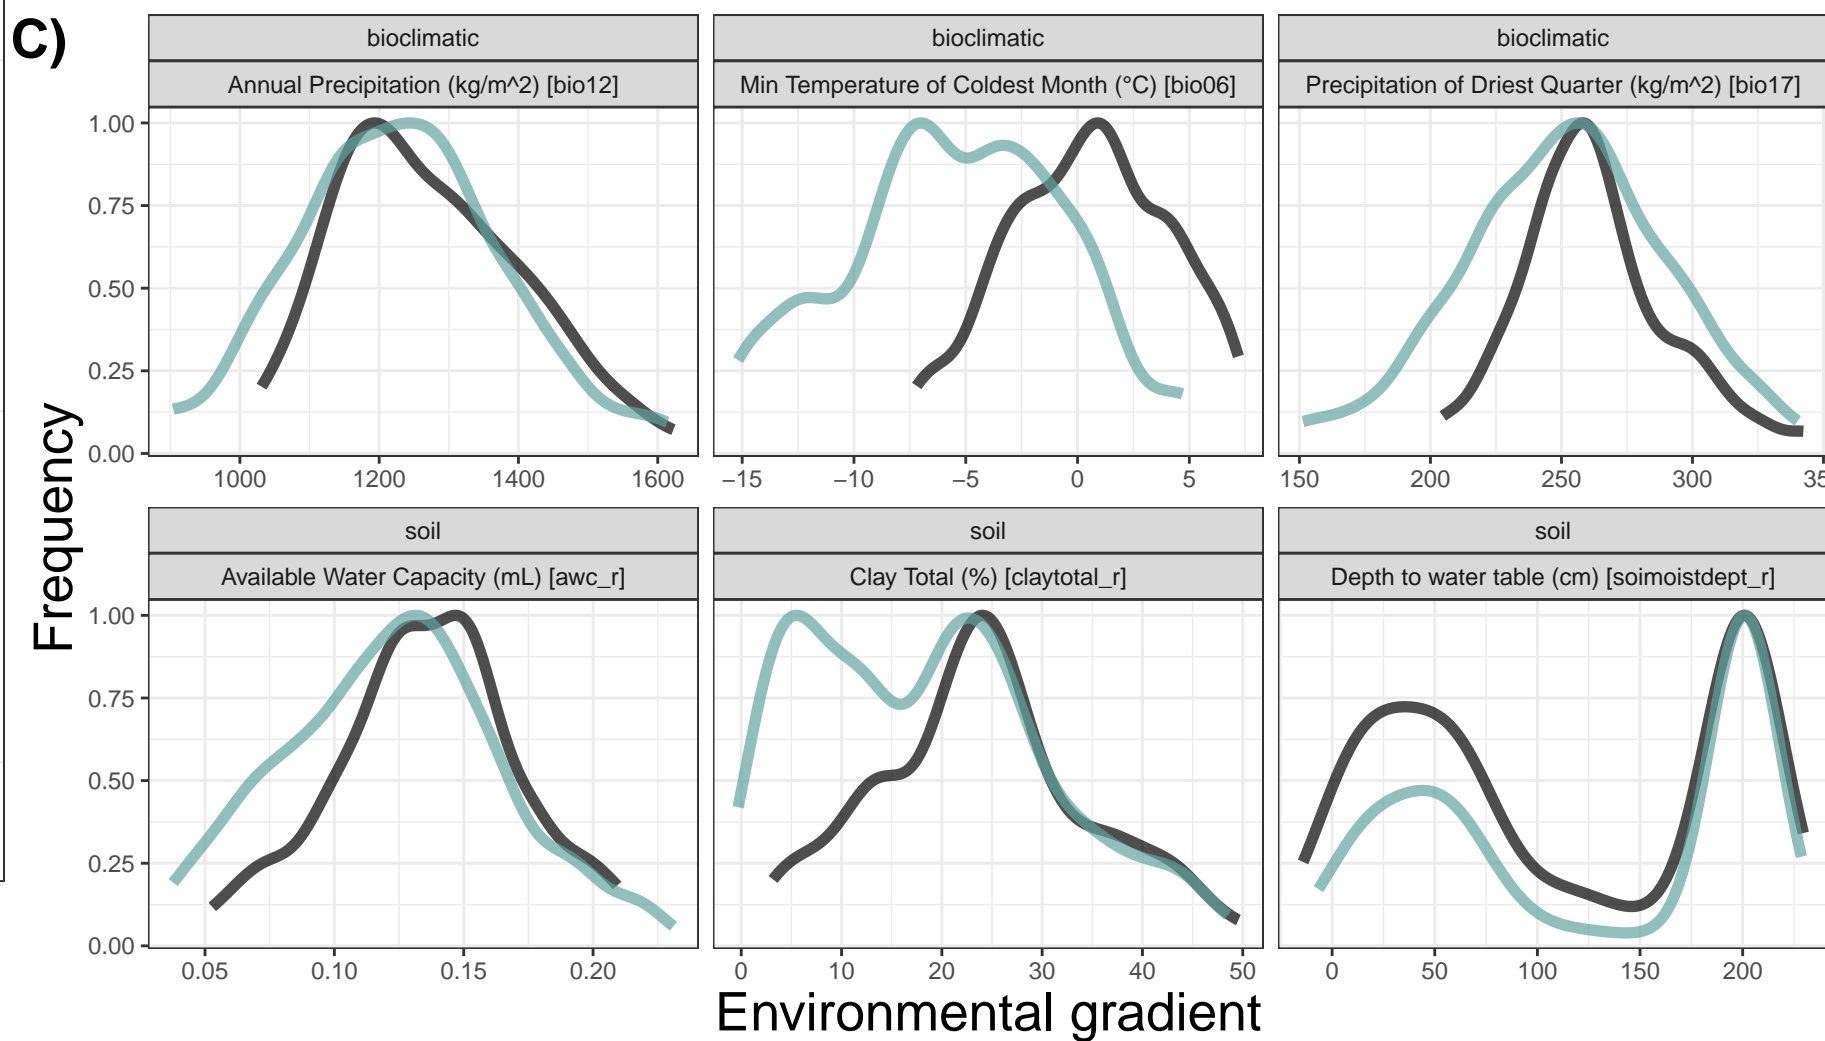 C)
bioclimatic
Annual Precipitation (kg/m^2) [bio12]
bioclimatic
Min Temperature of Coldest Month (°C) [bio06]
bioclimatic
Precipitation of Driest Quarter (kg/m^2) [bio17]
1.00
0.75
0.50
0.25
0.00
1000 1200 1400 1600
−15 −10 −5 0 5
150 200 250 300 35
soil
Available Water Capacity (mL) [awc_r]
soil
Clay Total (%) [claytotal_r]
soil
Depth to water table (cm) [soimoistdept_r]
1.00
0.75
0.50
0.25
0.00
0.05 0.10 0.15 0.20
0 10 20 30 40 50
0 50 100 150 200
Frequency
Environmental gradient